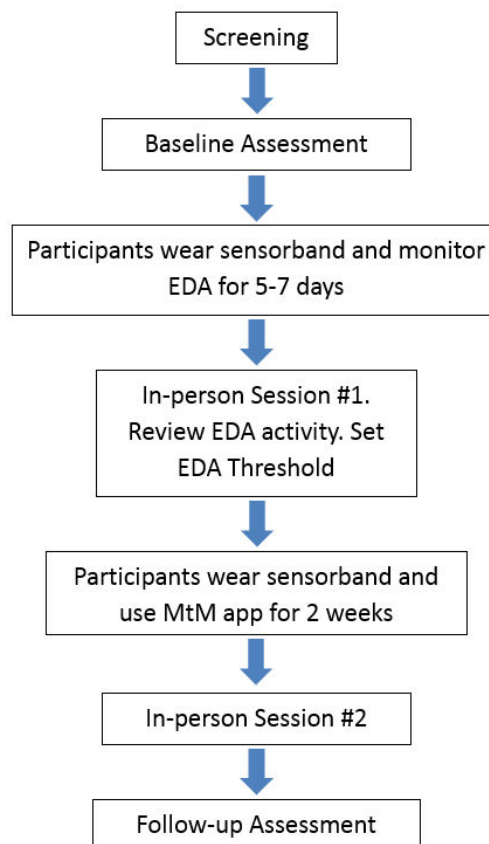 Screening
Baseline Assessment
Participants wear sensorband and monitor
EDA for 5-7 days
In-person Session #1.
Review EDA activity. Set
EDA Threshold
Participants wear sensorband and
use MtM app for 2 weeks
In-person Session #2
Follow-up Assessment